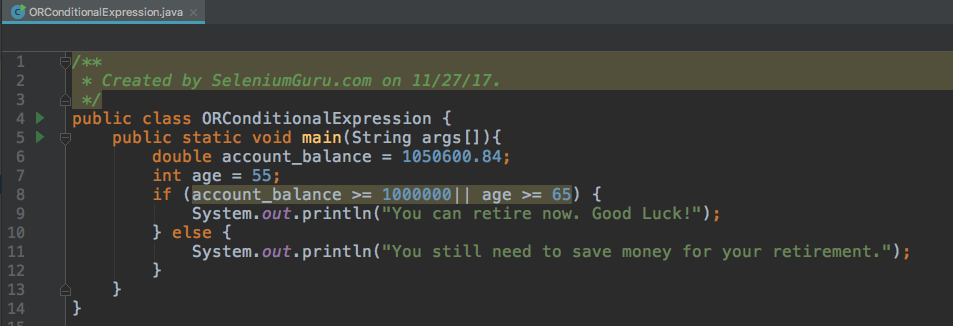 ORConditionalExpression.java ×
1 /**
2  * Created by SeleniumGuru.com on 11/27/17.
3  */
4 public class ORConditionalExpression {
5     public static void main(String args[]){
6         double account_balance = 1050600.84;
7         int age = 55;
8         if (account_balance >= 1000000|| age >= 65) {
9             System.out.println("You can retire now. Good Luck!");
10         } else {
11             System.out.println("You still need to save money for your retirement.");
12         }
13     }
14 }